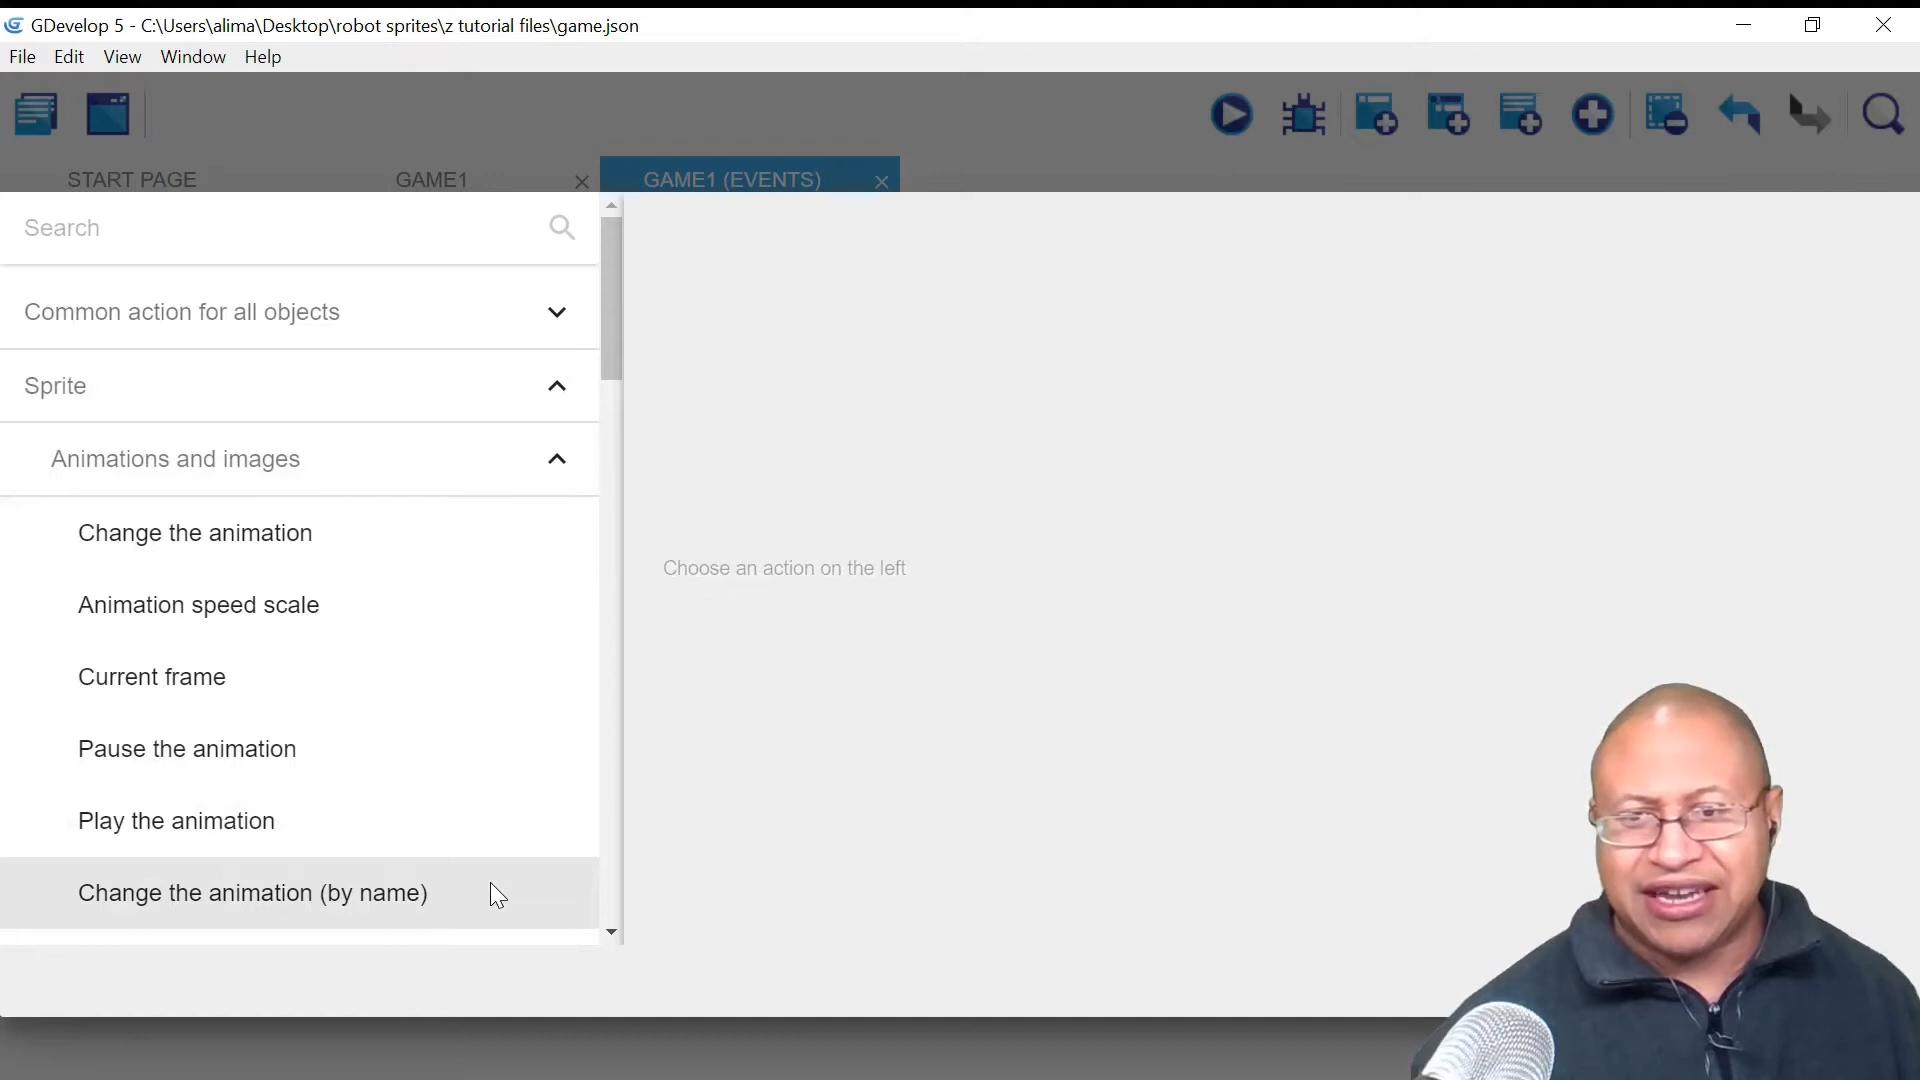 GDevelop 5 - C:\Users\alima\Desktop\robot sprites\z tutorial files\game.json
File Edit View Window Help
START PAGE GAME1 GAME1 (EVENTS)
Search
Common action for all objects
Sprite
Animations and images
Change the animation
Animation speed scale
Choose an action on the left
Current frame
Pause the animation
Play the animation
Change the animation (by name)